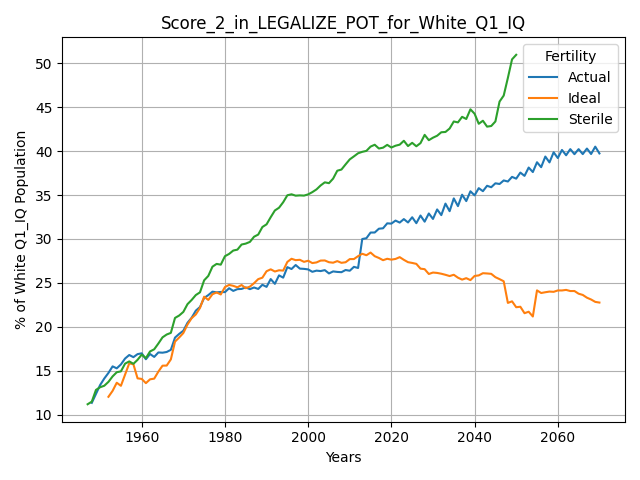 Score_2_in_LEGALIZE_POT_for_White_Q1_IQ
Fertility
Actual
Ideal
Sterile
% of White Q1_IQ Population
50
45
40
35
30
25
20
15
10
1960 1980 2000 2020 2040 2060
Years